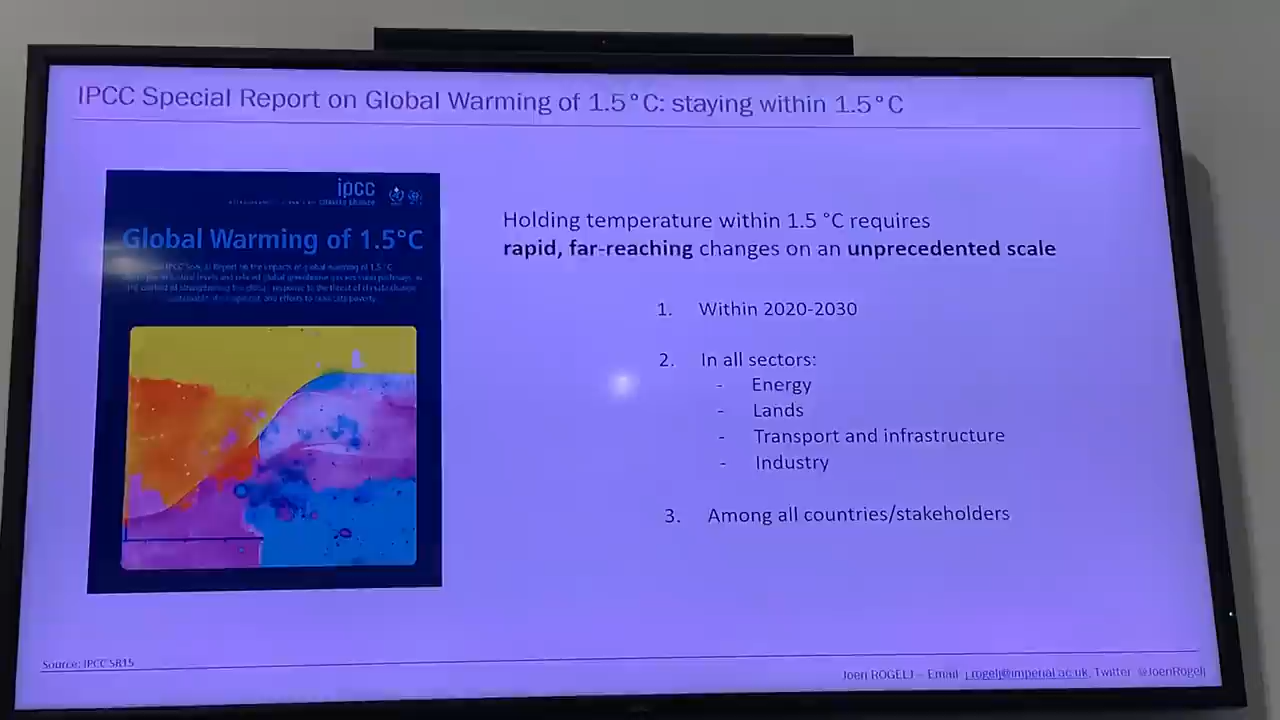 IPCC Special Report on Global Warming of 1.5°C: staying within 1.5°C
ipcc
climate change
Global Warming of 1.5°C
Holding temperature within 1.5 °C requires
rapid, far-reaching changes on an unprecedented scale
1. Within 2020-2030
2. In all sectors:
- Energy
- Lands
- Transport and infrastructure
- Industry
3. Among all countries/stakeholders
Source: IPCC SR15
Joeri ROGELJ – Email: j.rogelj@imperial.ac.uk, Twitter: @JoeriRogelj